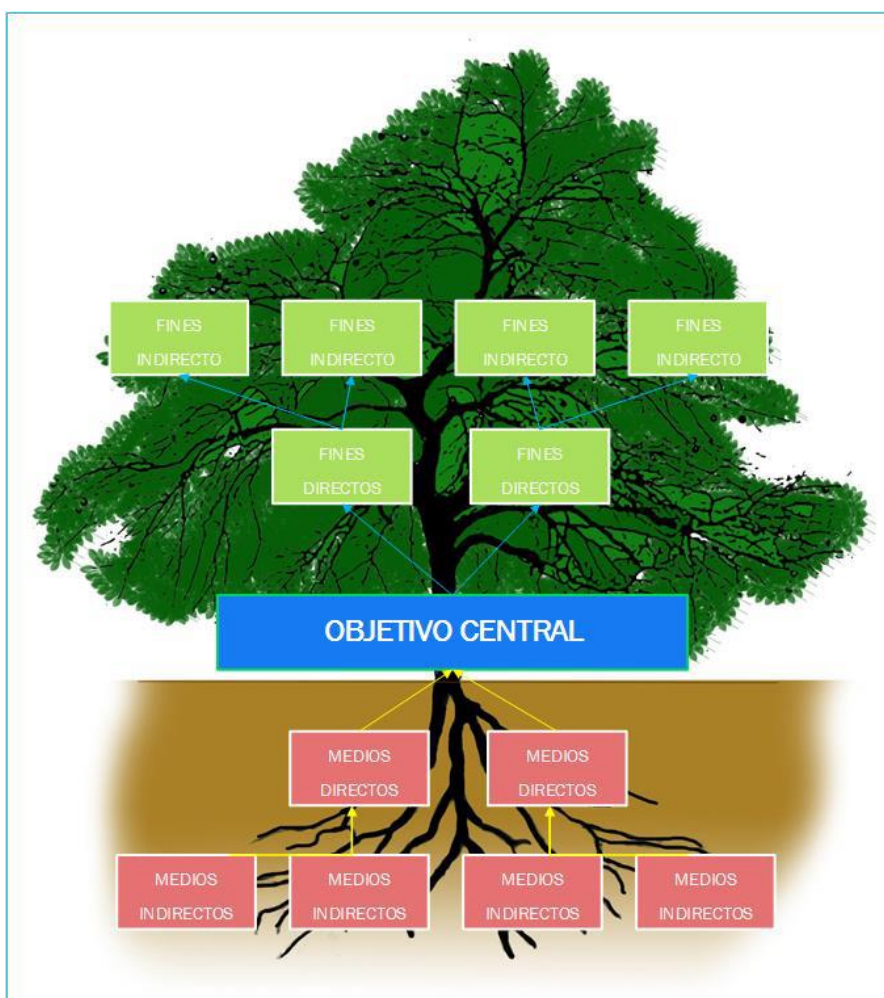 FINES
INDIRECTO
FINES
INDIRECTO
FINES
INDIRECTO
FINES
INDIRECTO
FINES
DIRECTOS
FINES
DIRECTOS
OBJETIVO CENTRAL
MEDIOS
DIRECTOS
MEDIOS
DIRECTOS
MEDIOS
INDIRECTOS
MEDIOS
INDIRECTOS
MEDIOS
INDIRECTOS
MEDIOS
INDIRECTOS